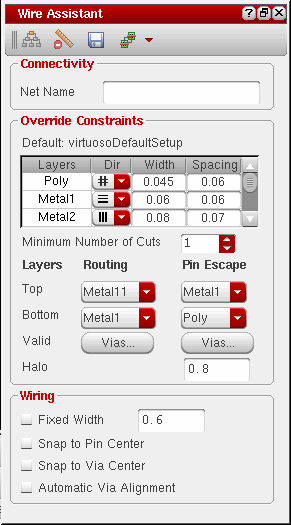 Wire Assistant
Connectivity
Net Name
Override Constraints
Default: virtuosoDefaultSetup
Layers Dir Width Spacing
Poly 0.045 0.06
Metal1 0.06 0.06
Metal2 0.08 0.07
Minimum Number of Cuts 1
Layers Routing Pin Escape
Top Metal11 Metal1
Bottom Metal1 Poly
Valid Vias... Vias...
Halo 0.8
Wiring
Fixed Width 0.6
Snap to Pin Center
Snap to Via Center
Automatic Via Alignment